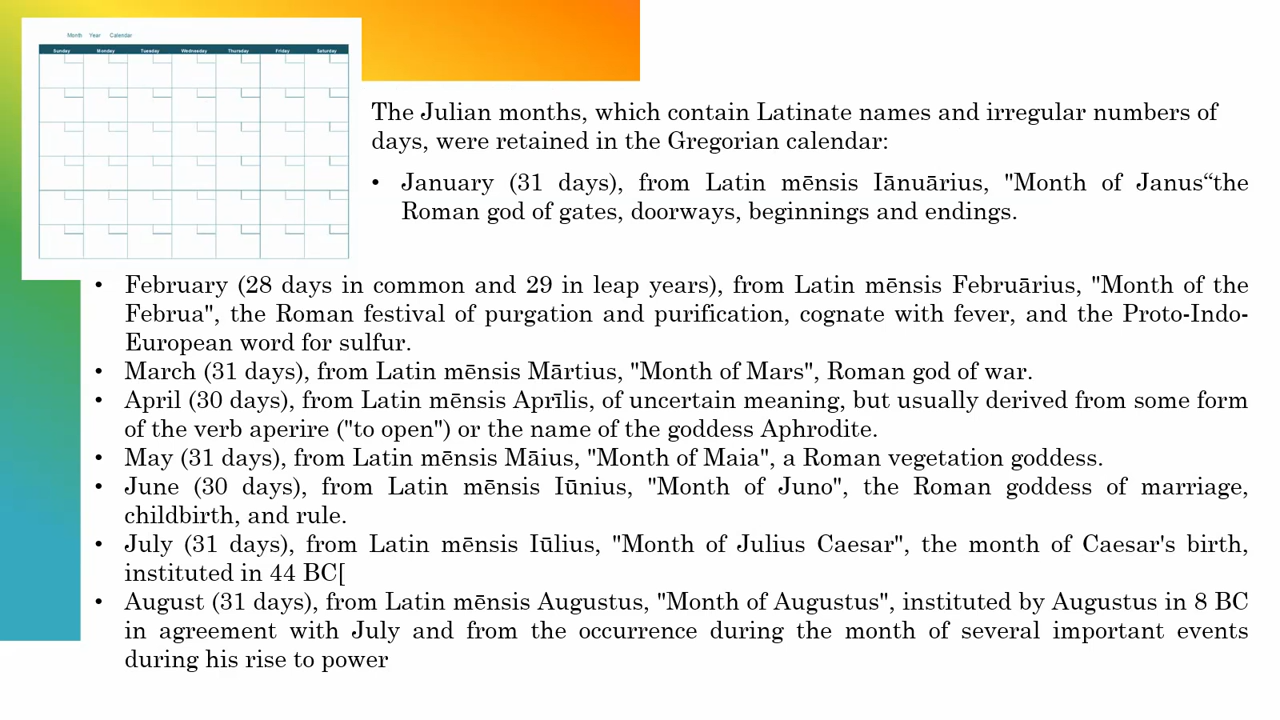 Month Year Calendar
Sunday Monday Tuesday Wednesday Thursday Friday Saturday
The Julian months, which contain Latinate names and irregular numbers of
days, were retained in the Gregorian calendar:
• January (31 days), from Latin mēnsis Iānuārius, "Month of Janus“the
Roman god of gates, doorways, beginnings and endings.
• February (28 days in common and 29 in leap years), from Latin mēnsis Februārius, "Month of the
Februa", the Roman festival of purgation and purification, cognate with fever, and the Proto-Indo-
European word for sulfur.
• March (31 days), from Latin mēnsis Mārtius, "Month of Mars", Roman god of war.
• April (30 days), from Latin mēnsis Aprīlis, of uncertain meaning, but usually derived from some form
of the verb aperire ("to open") or the name of the goddess Aphrodite.
• May (31 days), from Latin mēnsis Māius, "Month of Maia", a Roman vegetation goddess.
• June (30 days), from Latin mēnsis Iūnius, "Month of Juno", the Roman goddess of marriage,
childbirth, and rule.
• July (31 days), from Latin mēnsis Iūlius, "Month of Julius Caesar", the month of Caesar's birth,
instituted in 44 BC[
• August (31 days), from Latin mēnsis Augustus, "Month of Augustus", instituted by Augustus in 8 BC
in agreement with July and from the occurrence during the month of several important events
during his rise to power